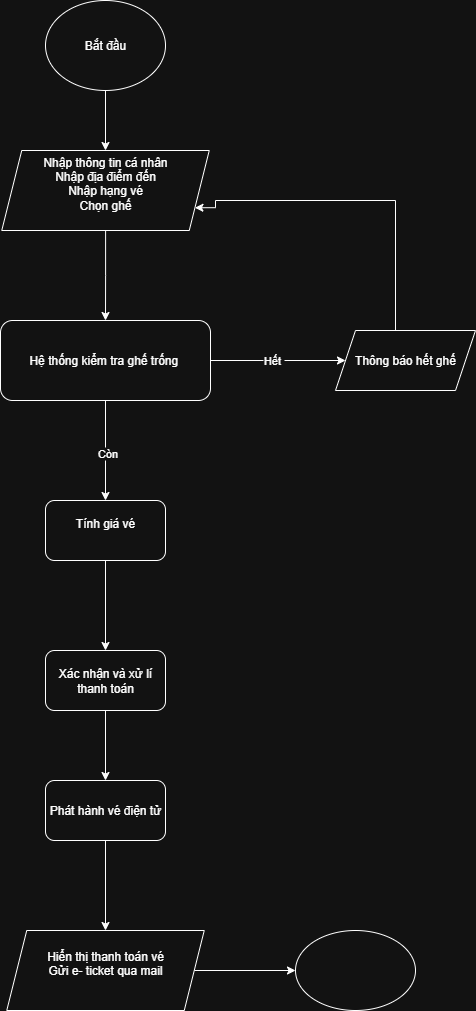 Bắt đầu
Nhập thông tin cá nhân
Nhập địa điểm đến
Nhập hạng vé
Chọn ghế
Hệ thống kiểm tra ghế trống
Hết
Thông báo hết ghế
Còn
Tính giá vé
Xác nhận và xử lí
thanh toán
Phát hành vé điện tử
Hiển thị thanh toán vé
Gửi e- ticket qua mail